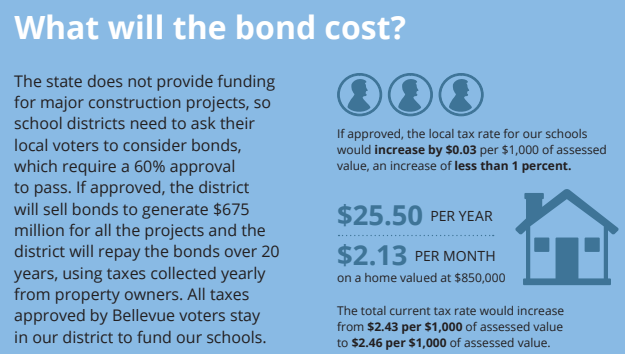 What will the bond cost?
The state does not provide funding
for major construction projects, so
school districts need to ask their
local voters to consider bonds,
which require a 60% approval
to pass. If approved, the district
will sell bonds to generate $675
million for all the projects and the
district will repay the bonds over 20
years, using taxes collected yearly
from property owners. All taxes
approved by Bellevue voters stay
in our district to fund our schools.
If approved, the local tax rate for our schools
would increase by $0.03 per $1,000 of assessed
value, an increase of less than 1 percent.
$25.50 PER YEAR
$2.13 PER MONTH
on a home valued at $850,000
The total current tax rate would increase
from $2.43 per $1,000 of assessed value
to $2.46 per $1,000 of assessed value.